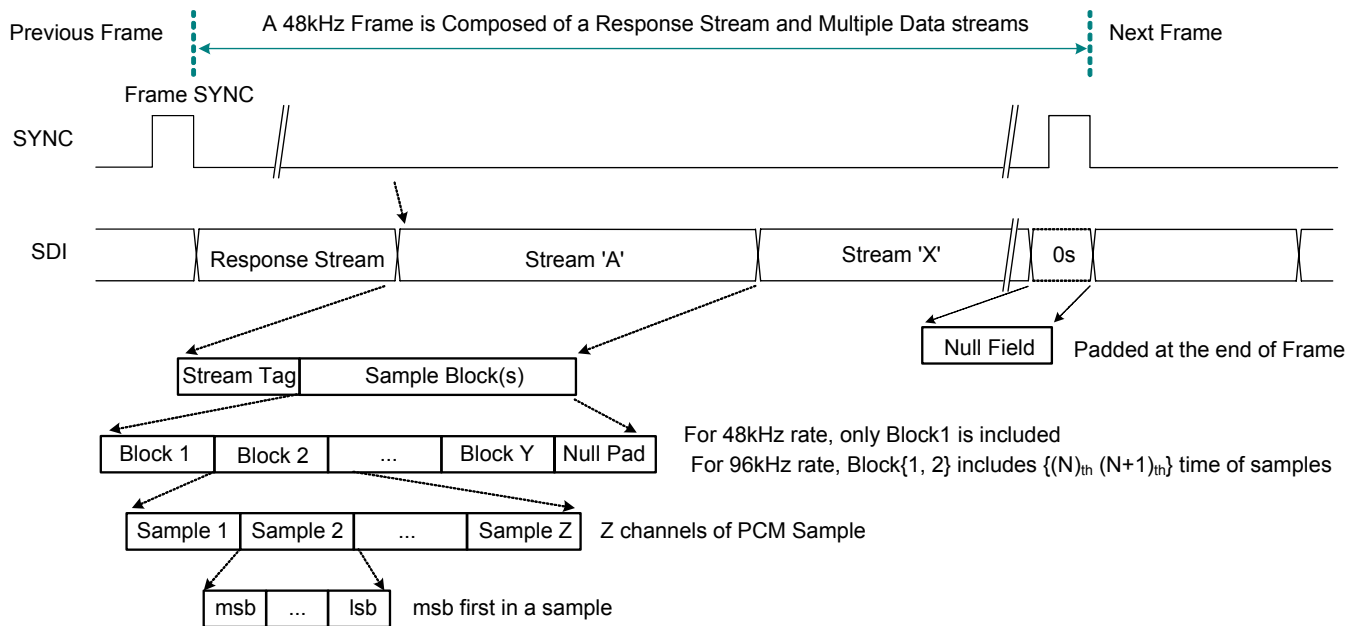 A 48kHz Frame is Composed of a Response Stream and Multiple Data streams
Previous Frame
Next Frame
Frame SYNC
SYNC
SDI
Response Stream
Stream 'A'
Stream 'X'
0s
Null Field
Padded at the end of Frame
Stream Tag
Sample Block(s)
Block 1
Block 2
...
Block Y
Null Pad
For 48kHz rate, only Block1 is included
For 96kHz rate, Block{1, 2} includes {(N)th (N+1)th} time of samples
Sample 1
Sample 2
...
Sample Z
Z channels of PCM Sample
msb
...
lsb
msb first in a sample